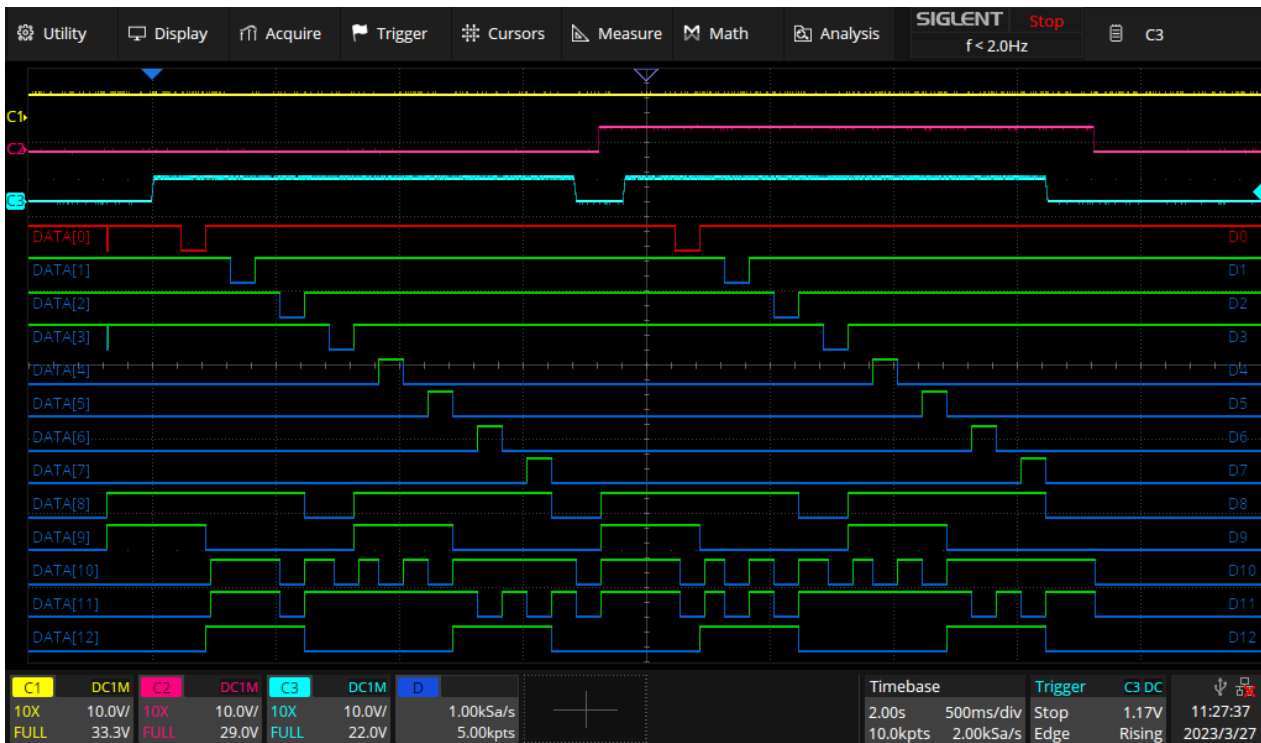 Utility Display Acquire Trigger Cursors Measure Math Analysis SIGLENT Stop C3
f < 2.0Hz
C1
C2
C3
DATA[0] D0
DATA[1] D1
DATA[2] D2
DATA[3] D3
DATA[4] D4
DATA[5] D5
DATA[6] D6
DATA[7] D7
DATA[8] D8
DATA[9] D9
DATA[10] D10
DATA[11] D11
DATA[12] D12
C1 DC1M C2 DC1M C3 DC1M D Timebase Trigger C3 DC
10X 10.0V/ 10X 10.0V/ 10X 10.0V/ 1.00kSa/s 2.00s 500ms/div Stop 1.17V 11:27:37
FULL 33.3V FULL 29.0V FULL 22.0V 5.00kpts 10.0kpts 2.00kSa/s Edge Rising 2023/3/27